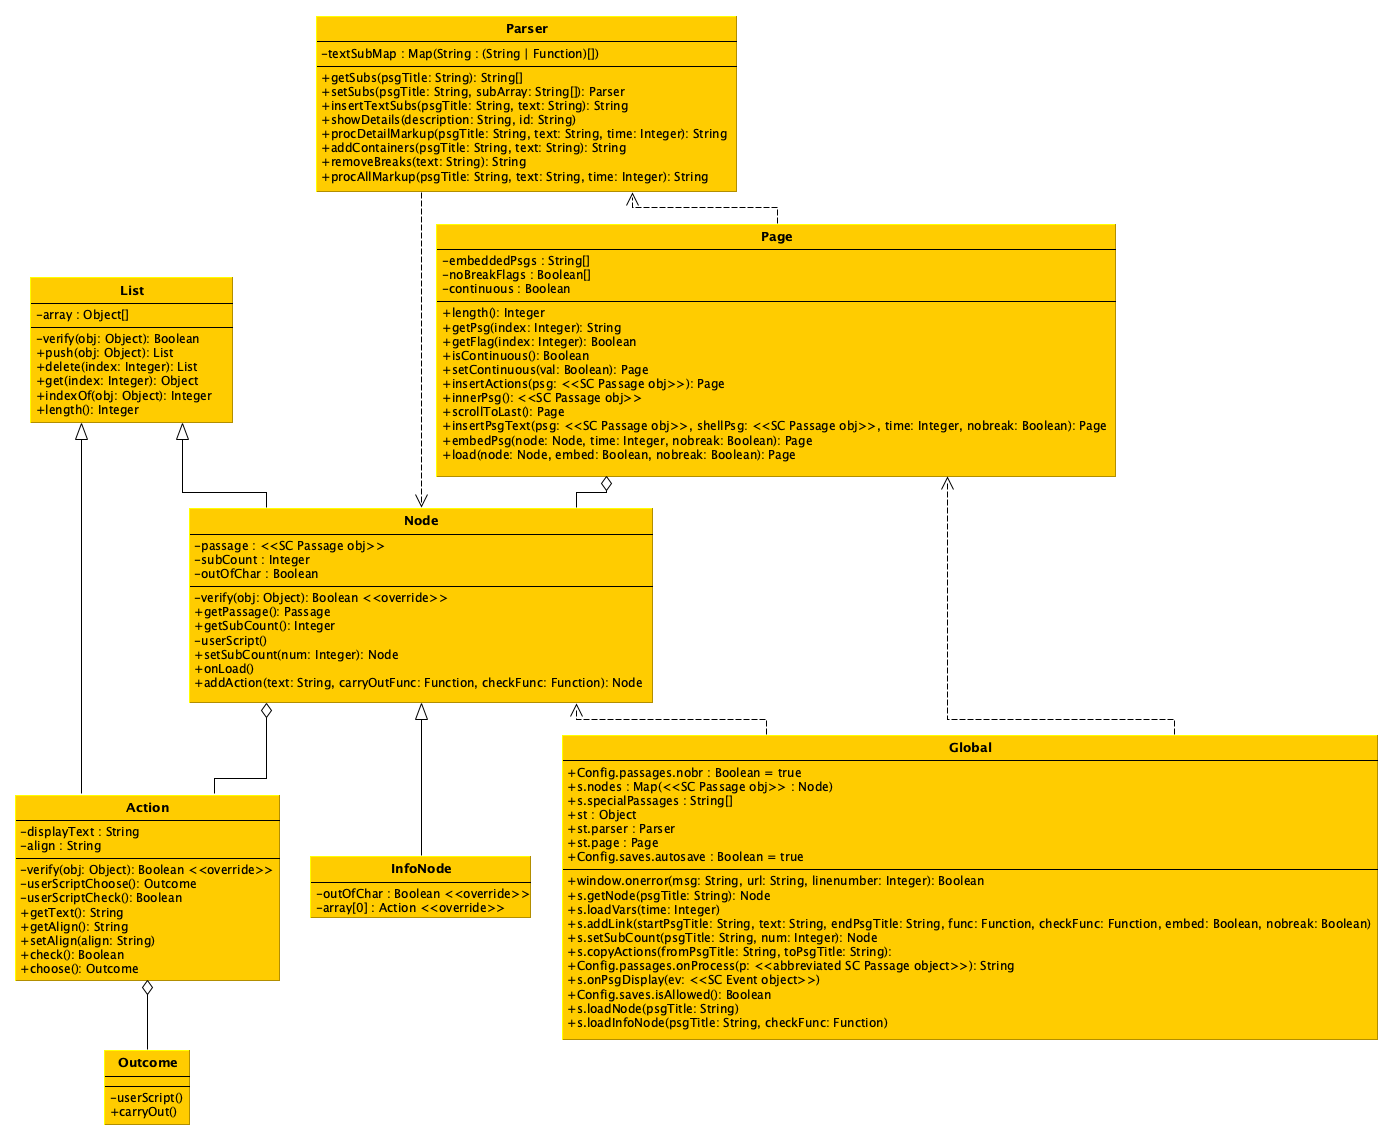 Parser
-textSubMap : Map(String : (String | Function)[])
+getSubs(psgTitle: String): String[]
+setSubs(psgTitle: String, subArray: String[]): Parser
+insertTextSubs(psgTitle: String, text: String): String
+showDetails(description: String, id: String)
+procDetailMarkup(psgTitle: String, text: String, time: Integer): String
+addContainers(psgTitle: String, text: String): String
+removeBreaks(text: String): String
+procAllMarkup(psgTitle: String, text: String, time: Integer): String
Page
-embeddedPsgs : String[]
-noBreakFlags : Boolean[]
-continuous : Boolean
+length(): Integer
+getPsg(index: Integer): String
+getFlag(index: Integer): Boolean
+isContinuous(): Boolean
+setContinuous(val: Boolean): Page
+insertActions(psg: <<SC Passage obj>>): Page
+innerPsg(): <<SC Passage obj>>
+scrollToLast(): Page
+insertPsgText(psg: <<SC Passage obj>>, shellPsg: <<SC Passage obj>>, time: Integer, nobreak: Boolean): Page
+embedPsg(node: Node, time: Integer, nobreak: Boolean): Page
+load(node: Node, embed: Boolean, nobreak: Boolean): Page
List
-array : Object[]
-verify(obj: Object): Boolean
+push(obj: Object): List
+delete(index: Integer): List
+get(index: Integer): Object
+indexOf(obj: Object): Integer
+length(): Integer
Node
-passage : <<SC Passage obj>>
-subCount : Integer
-outOfChar : Boolean
-verify(obj: Object): Boolean <<override>>
+getPassage(): Passage
+getSubCount(): Integer
-userScript()
+setSubCount(num: Integer): Node
+onLoad()
+addAction(text: String, carryOutFunc: Function, checkFunc: Function): Node
Global
+Config.passages.nobr : Boolean = true
+s.nodes : Map(<<SC Passage obj>> : Node)
+s.specialPassages : String[]
+st : Object
+st.parser : Parser
+st.page : Page
+Config.saves.autosave : Boolean = true
+window.onerror(msg: String, url: String, linenumber: Integer): Boolean
+s.getNode(psgTitle: String): Node
+s.loadVars(time: Integer)
+s.addLink(startPsgTitle: String, text: String, endPsgTitle: String, func: Function, checkFunc: Function, embed: Boolean, nobreak: Boolean)
+s.setSubCount(psgTitle: String, num: Integer): Node
+s.copyActions(fromPsgTitle: String, toPsgTitle: String):
+Config.passages.onProcess(p: <<abbreviated SC Passage object>>): String
+s.onPsgDisplay(ev: <<SC Event object>>)
+Config.saves.isAllowed(): Boolean
+s.loadNode(psgTitle: String)
+s.loadInfoNode(psgTitle: String, checkFunc: Function)
Action
-displayText : String
-align : String
-verify(obj: Object): Boolean <<override>>
-userScriptChoose(): Outcome
-userScriptCheck(): Boolean
+getText(): String
+getAlign(): String
+setAlign(align: String)
+check(): Boolean
+choose(): Outcome
InfoNode
-outOfChar : Boolean <<override>>
-array[0] : Action <<override>>
Outcome
-userScript()
+carryOut()